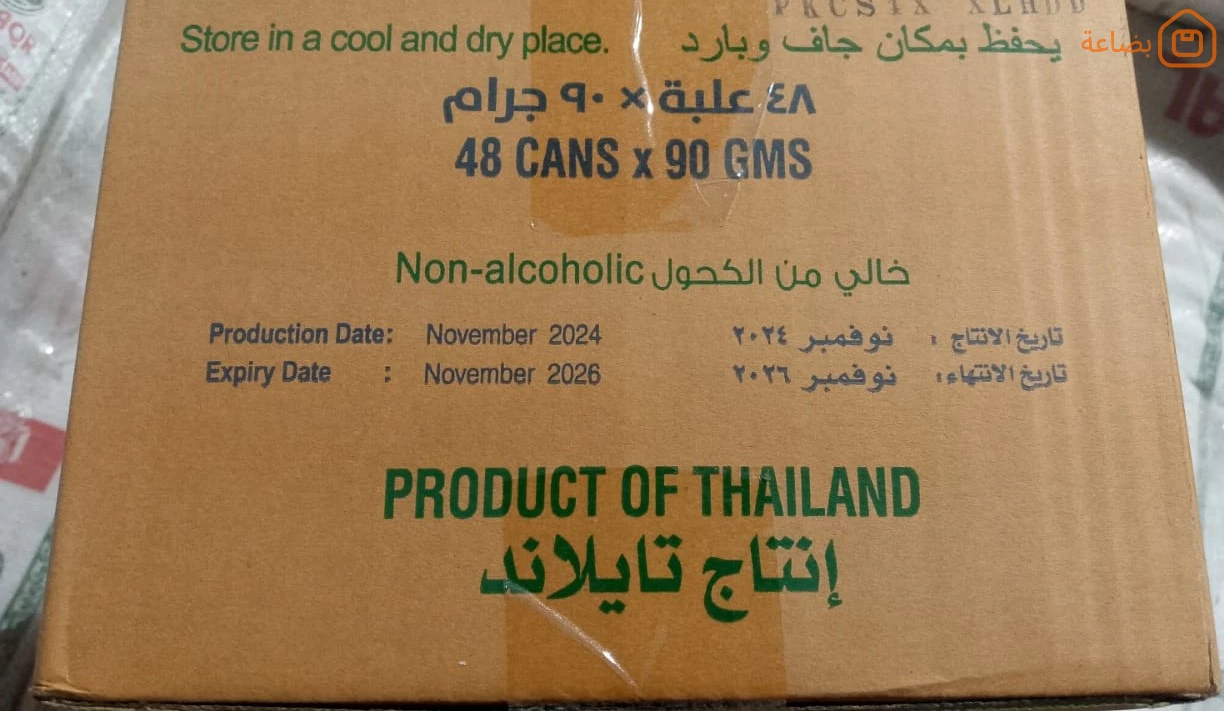 PKCSTX XLHDD
بضاعة
Store in a cool and dry place. يحفظ بمكان جاف وبارد
٤٨ علبة × ٩٠ جرام
48 CANS x 90 GMS
Non-alcoholic خالي من الكحول
Production Date: November 2024 تاريخ الانتاج : نوفمبر ٢٠٢٤
Expiry Date : November 2026 تاريخ الانتهاء: نوفمبر ٢٠٢٦
PRODUCT OF THAILAND
إنتاج تايلاند